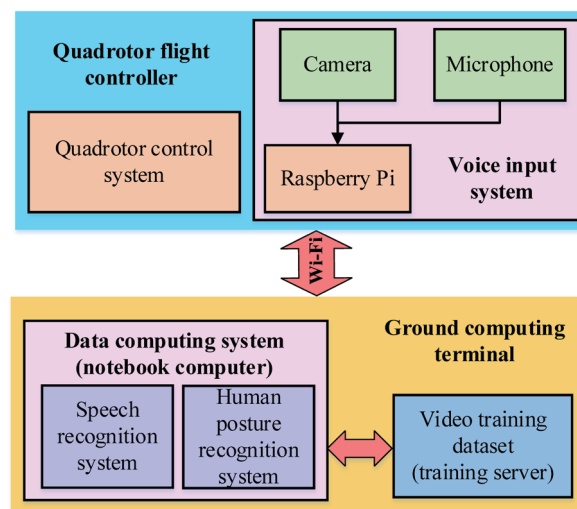 Quadrotor flight
controller
Camera
Microphone
Quadrotor control
system
Raspberry Pi
Voice input
system
Wi-Fi
Data computing system
(notebook computer)
Ground computing
terminal
Speech
recognition
system
Human
posture
recognition
system
Video training
dataset
(training server)